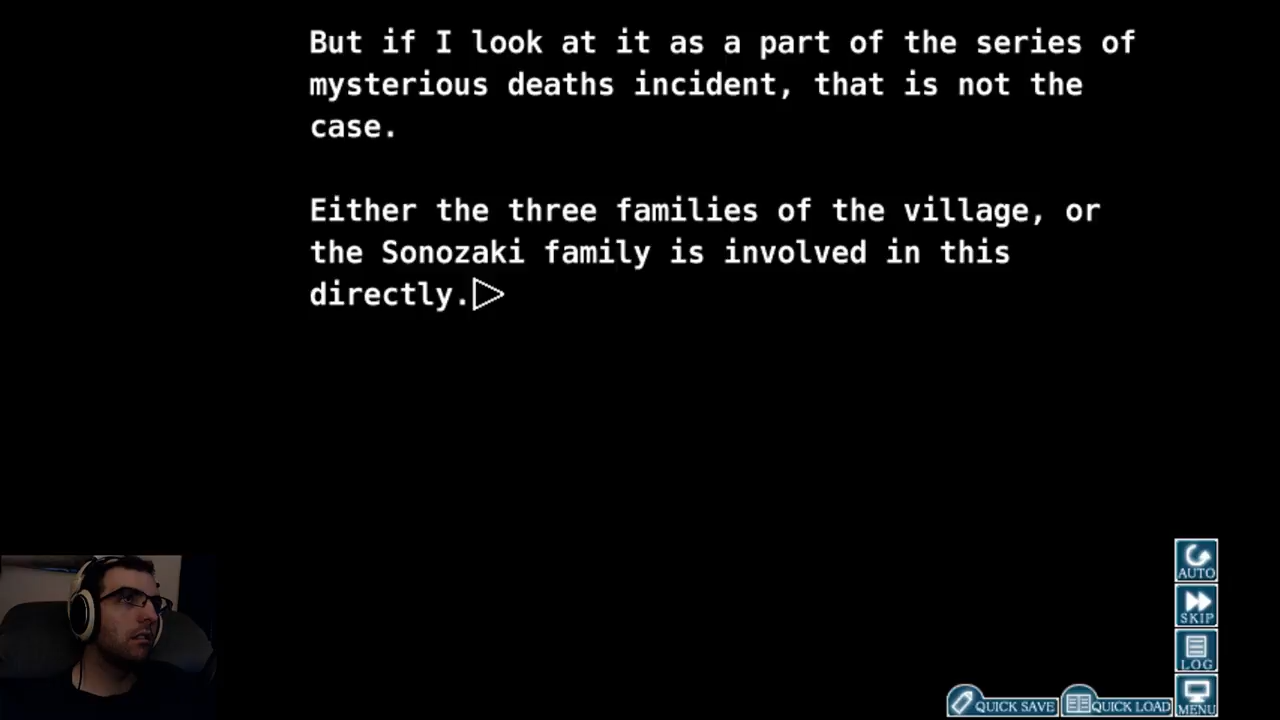 But if I look at it as a part of the series of
mysterious deaths incident, that is not the
case.
Either the three families of the village, or
the Sonozaki family is involved in this
directly.
AUTO
SKIP
LOG
QUICK SAVE
QUICK LOAD
MENU